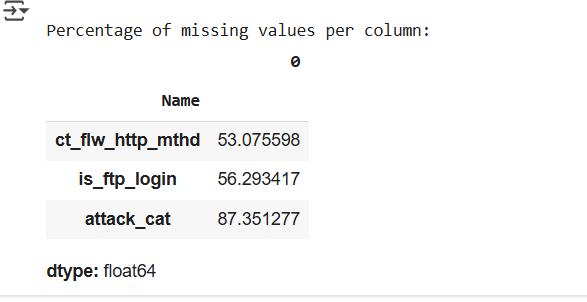 Percentage of missing values per column:
0
Name
ct_flw_http_mthd 53.075598
is_ftp_login 56.293417
attack_cat 87.351277
dtype: float64